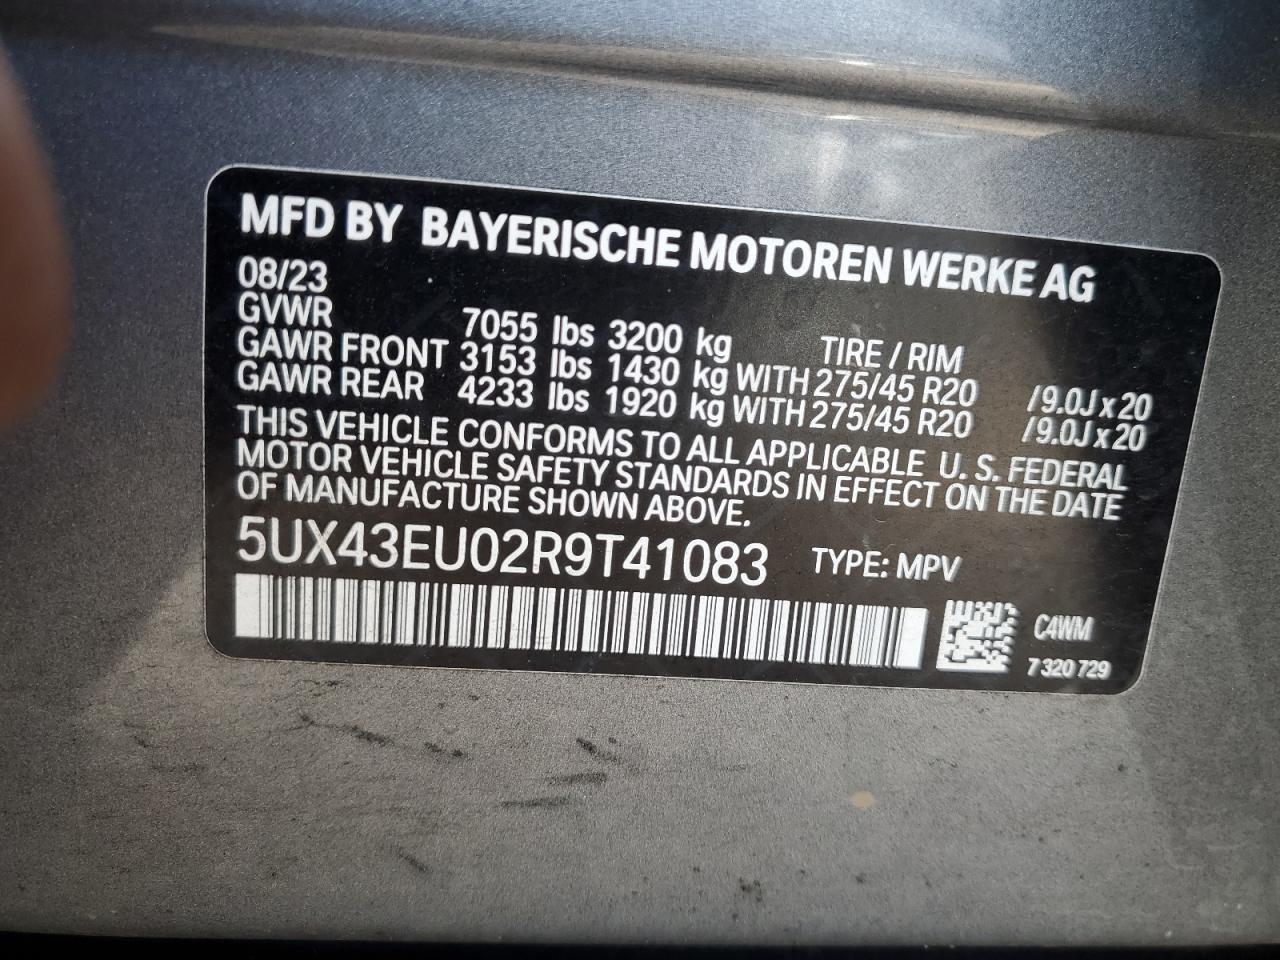 MFD BY BAYERISCHE MOTOREN WERKE AG
08/23
GVWR 7055 lbs 3200 kg TIRE / RIM
GAWR FRONT 3153 lbs 1430 kg WITH 275/45 R20 / 9.0J x 20
GAWR REAR 4233 lbs 1920 kg WITH 275/45 R20 / 9.0J x 20
THIS VEHICLE CONFORMS TO ALL APPLICABLE U. S. FEDERAL
MOTOR VEHICLE SAFETY STANDARDS IN EFFECT ON THE DATE
OF MANUFACTURE SHOWN ABOVE.
5UX43EU02R9T41083 TYPE: MPV
C4WM
7 320 729